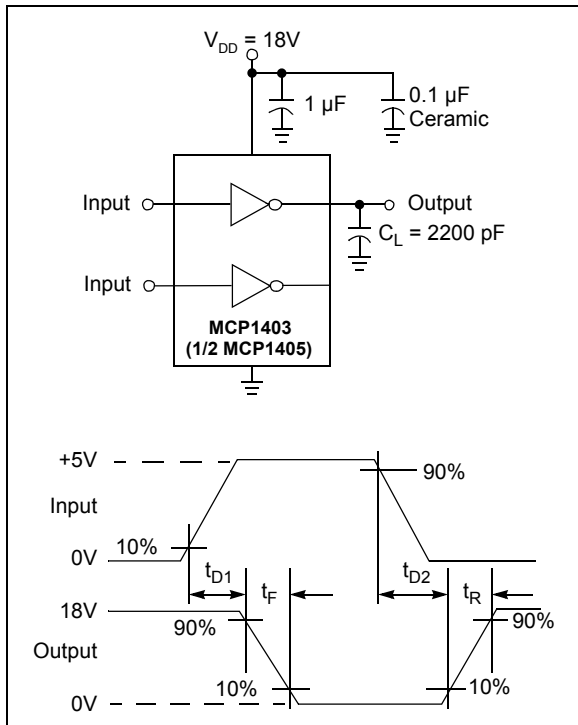 V_DD = 18V
1 µF
0.1 µF
Ceramic
Input
Output
C_L = 2200 pF
Input
MCP1403
(1/2 MCP1405)
+5V
90%
Input
10%
0V
t_D1
t_F
t_D2
t_R
18V
90%
90%
Output
10%
10%
0V